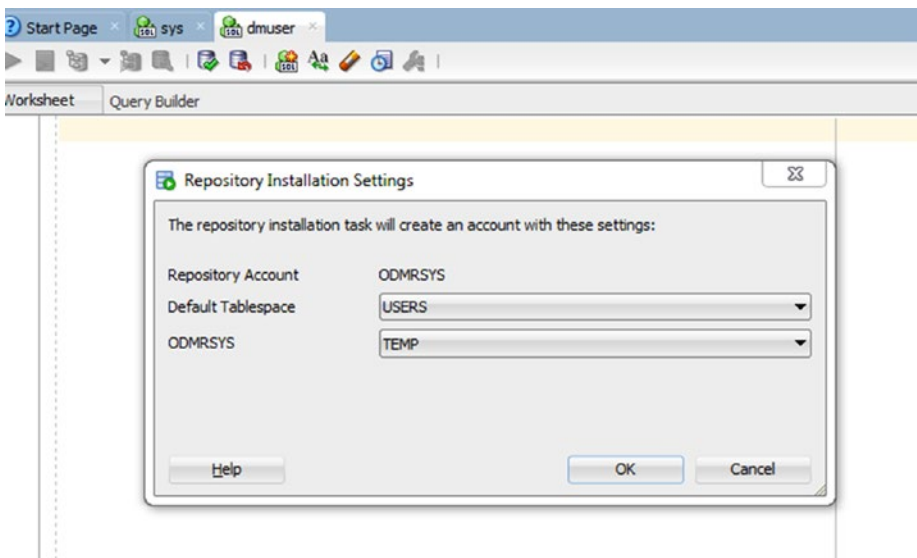 Start Page sys dmuser
Worksheet Query Builder
Repository Installation Settings
The repository installation task will create an account with these settings:
Repository Account ODMRSYS
Default Tablespace USERS
ODMRSYS TEMP
Help OK Cancel